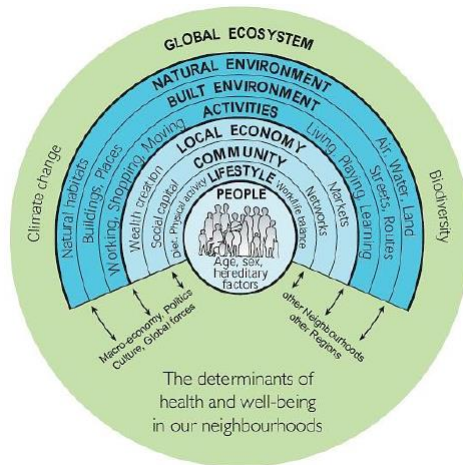 GLOBAL ECOSYSTEM
NATURAL ENVIRONMENT
BUILT ENVIRONMENT
ACTIVITIES
LOCAL ECONOMY
COMMUNITY
LIFESTYLE
PEOPLE
Climate change
Natural habitats
Buildings, Places
Working, Shopping, Moving
Wealth creation
Social capital
Diet, Physical activity
Work/life balance
Networks
Markets
Living, Playing, Learning
Streets, Routes
Air, Water, Land
Biodiversity
Age, sex,
hereditary
factors
Macro-economy, Politics
Culture, Global forces
other Neighbourhoods
other Regions
The determinants of
health and well-being
in our neighbourhoods